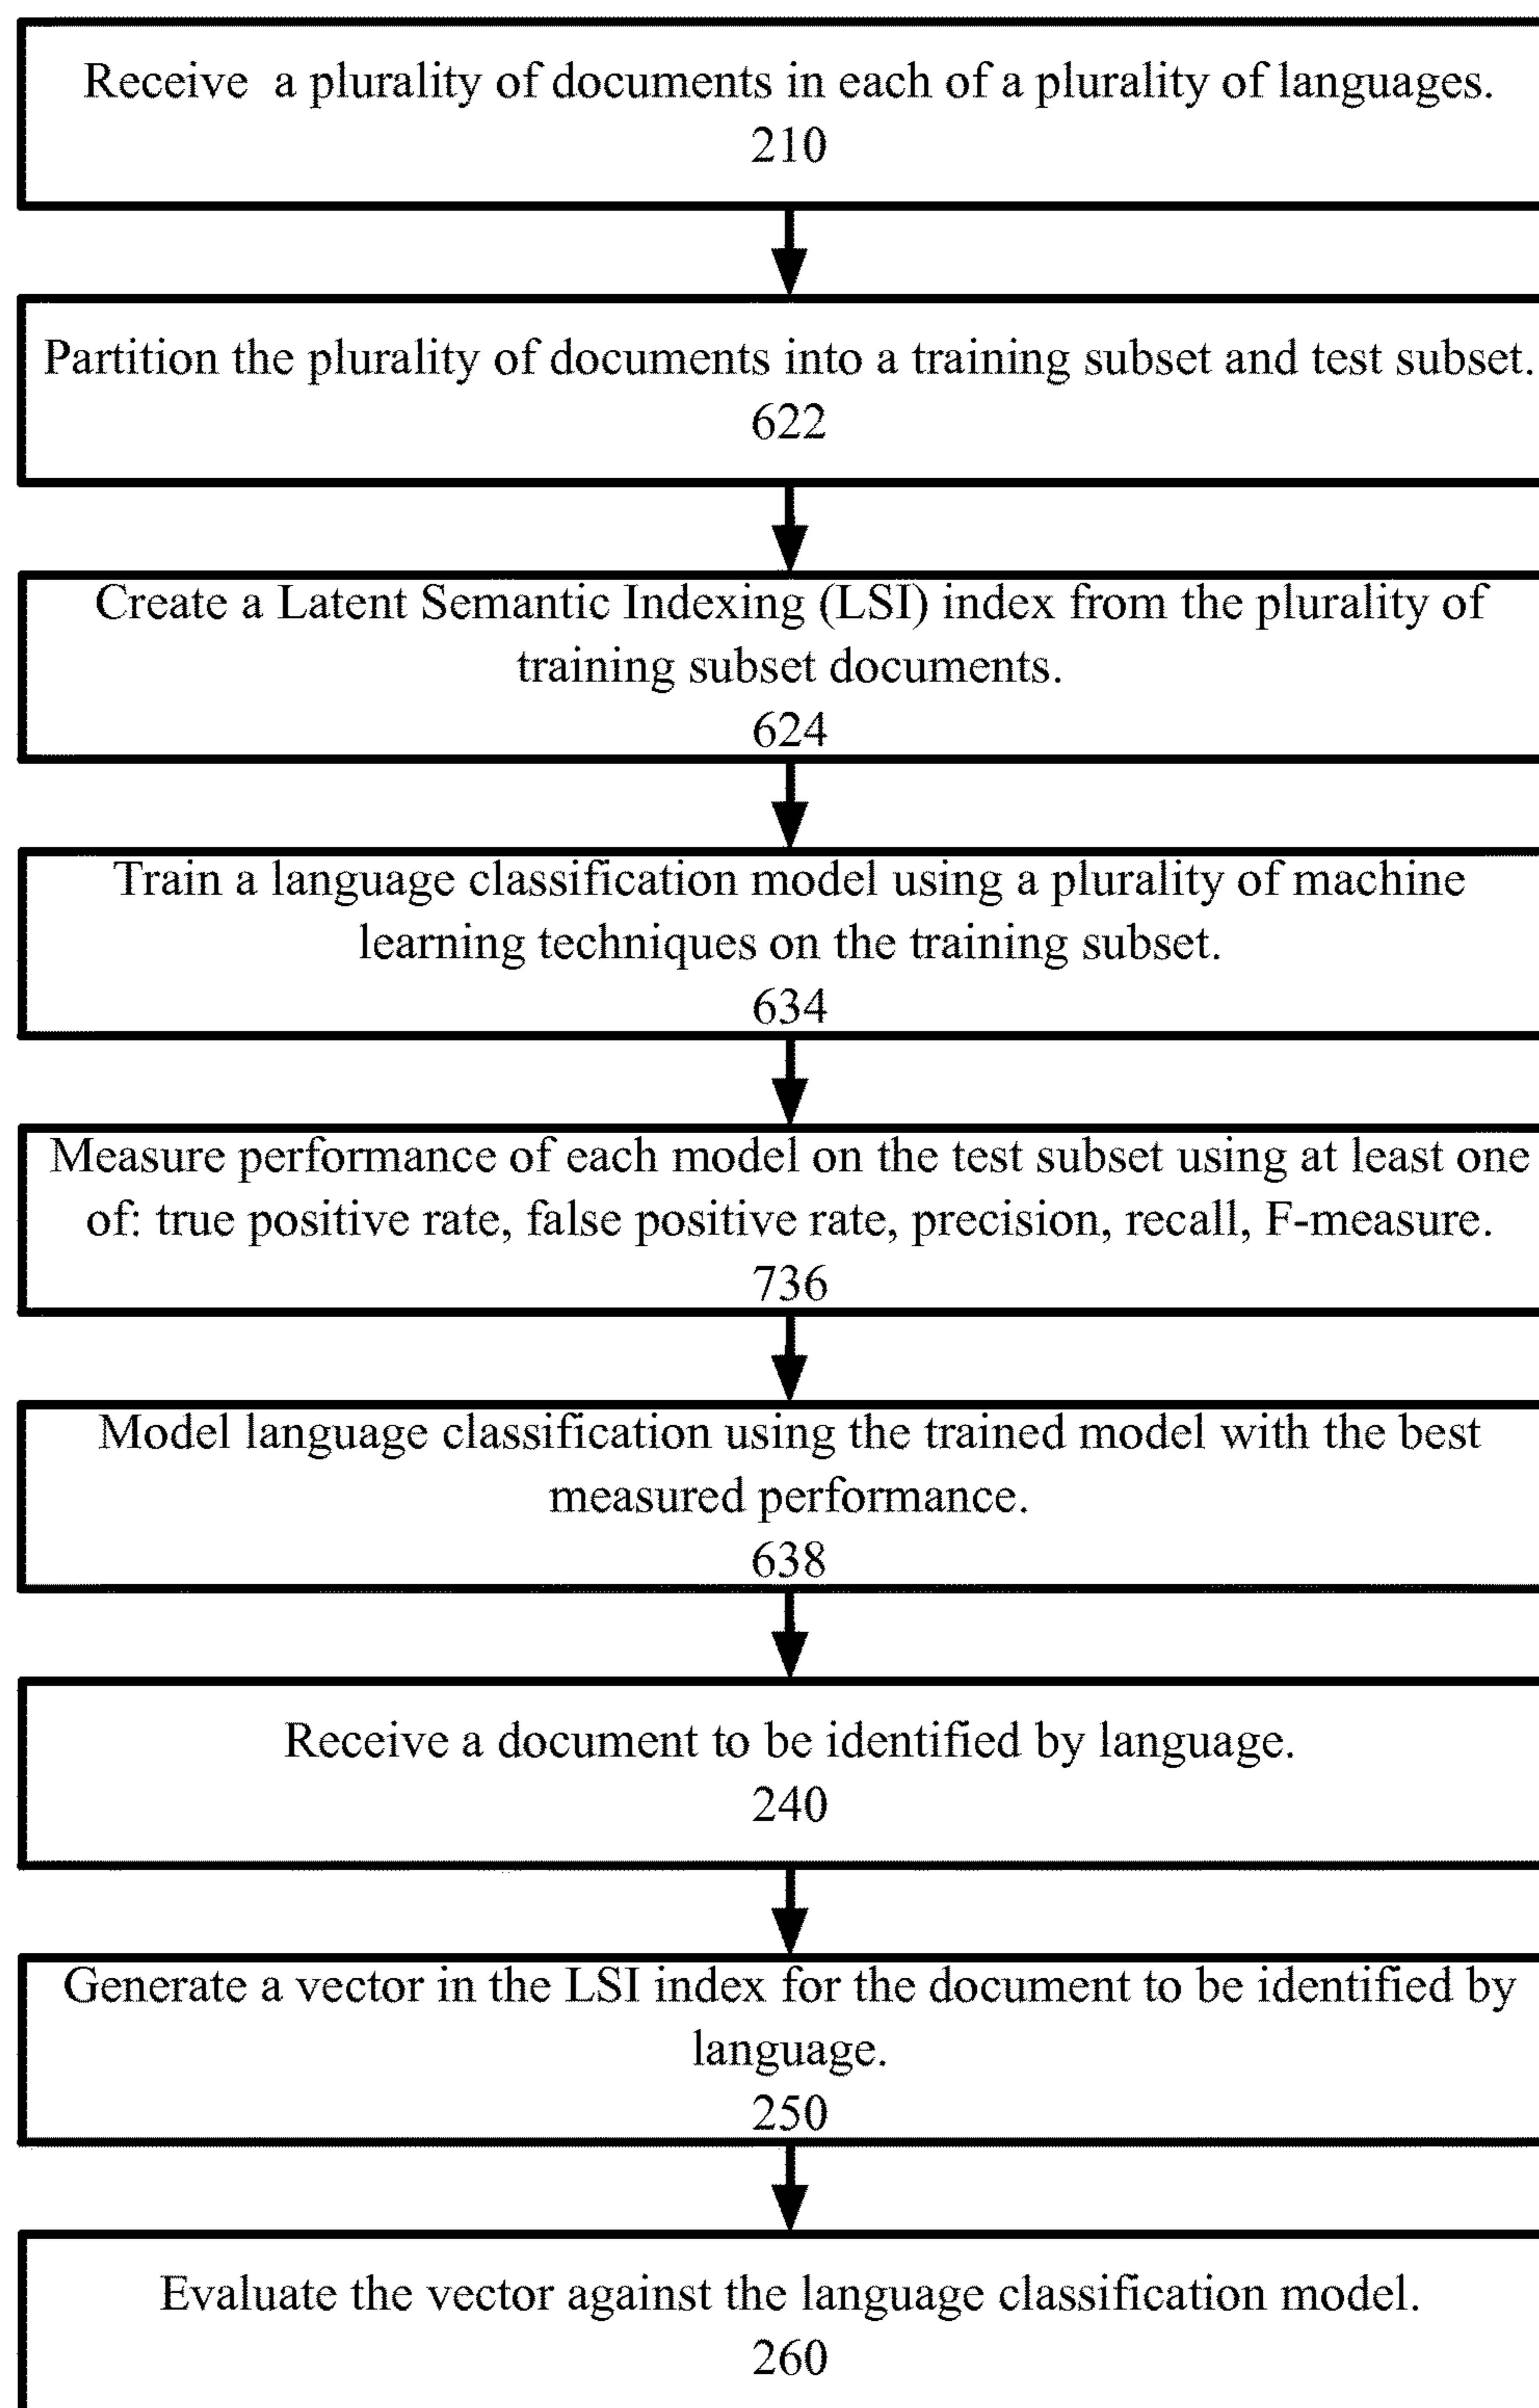 Receive a plurality of documents in each of a plurality of languages.
210
Partition the plurality of documents into a training subset and test subset.
622
Create a Latent Semantic Indexing (LSI) index from the plurality of
training subset documents.
624
Train a language classification model using a plurality of machine
learning techniques on the training subset.
634
Measure performance of each model on the test subset using at least one
of: true positive rate, false positive rate, precision, recall, F-measure.
736
Model language classification using the trained model with the best
measured performance.
638
Receive a document to be identified by language.
240
Generate a vector in the LSI index for the document to be identified by
language.
250
Evaluate the vector against the language classification model.
260